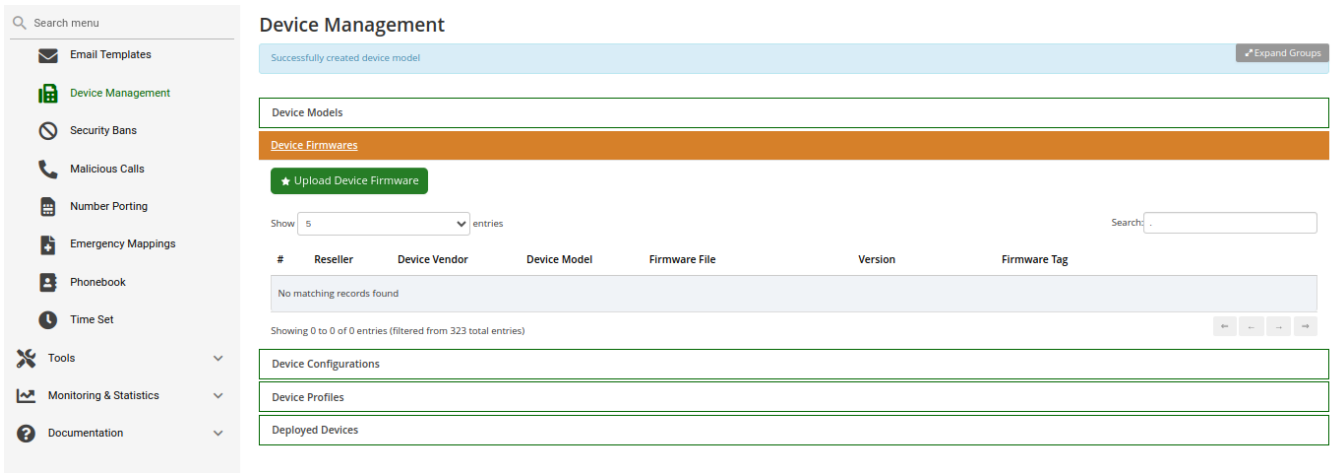 Search menu
Email Templates
Device Management
Security Bans
Malicious Calls
Number Porting
Emergency Mappings
Phonebook
Time Set
Tools
Monitoring & Statistics
Documentation
Device Management
Successfully created device model
Expand Groups
Device Models
Device Firmwares
Upload Device Firmware
Show 5 entries
Search: .
# Reseller Device Vendor Device Model Firmware File Version Firmware Tag
No matching records found
Showing 0 to 0 of 0 entries (filtered from 323 total entries)
Device Configurations
Device Profiles
Deployed Devices